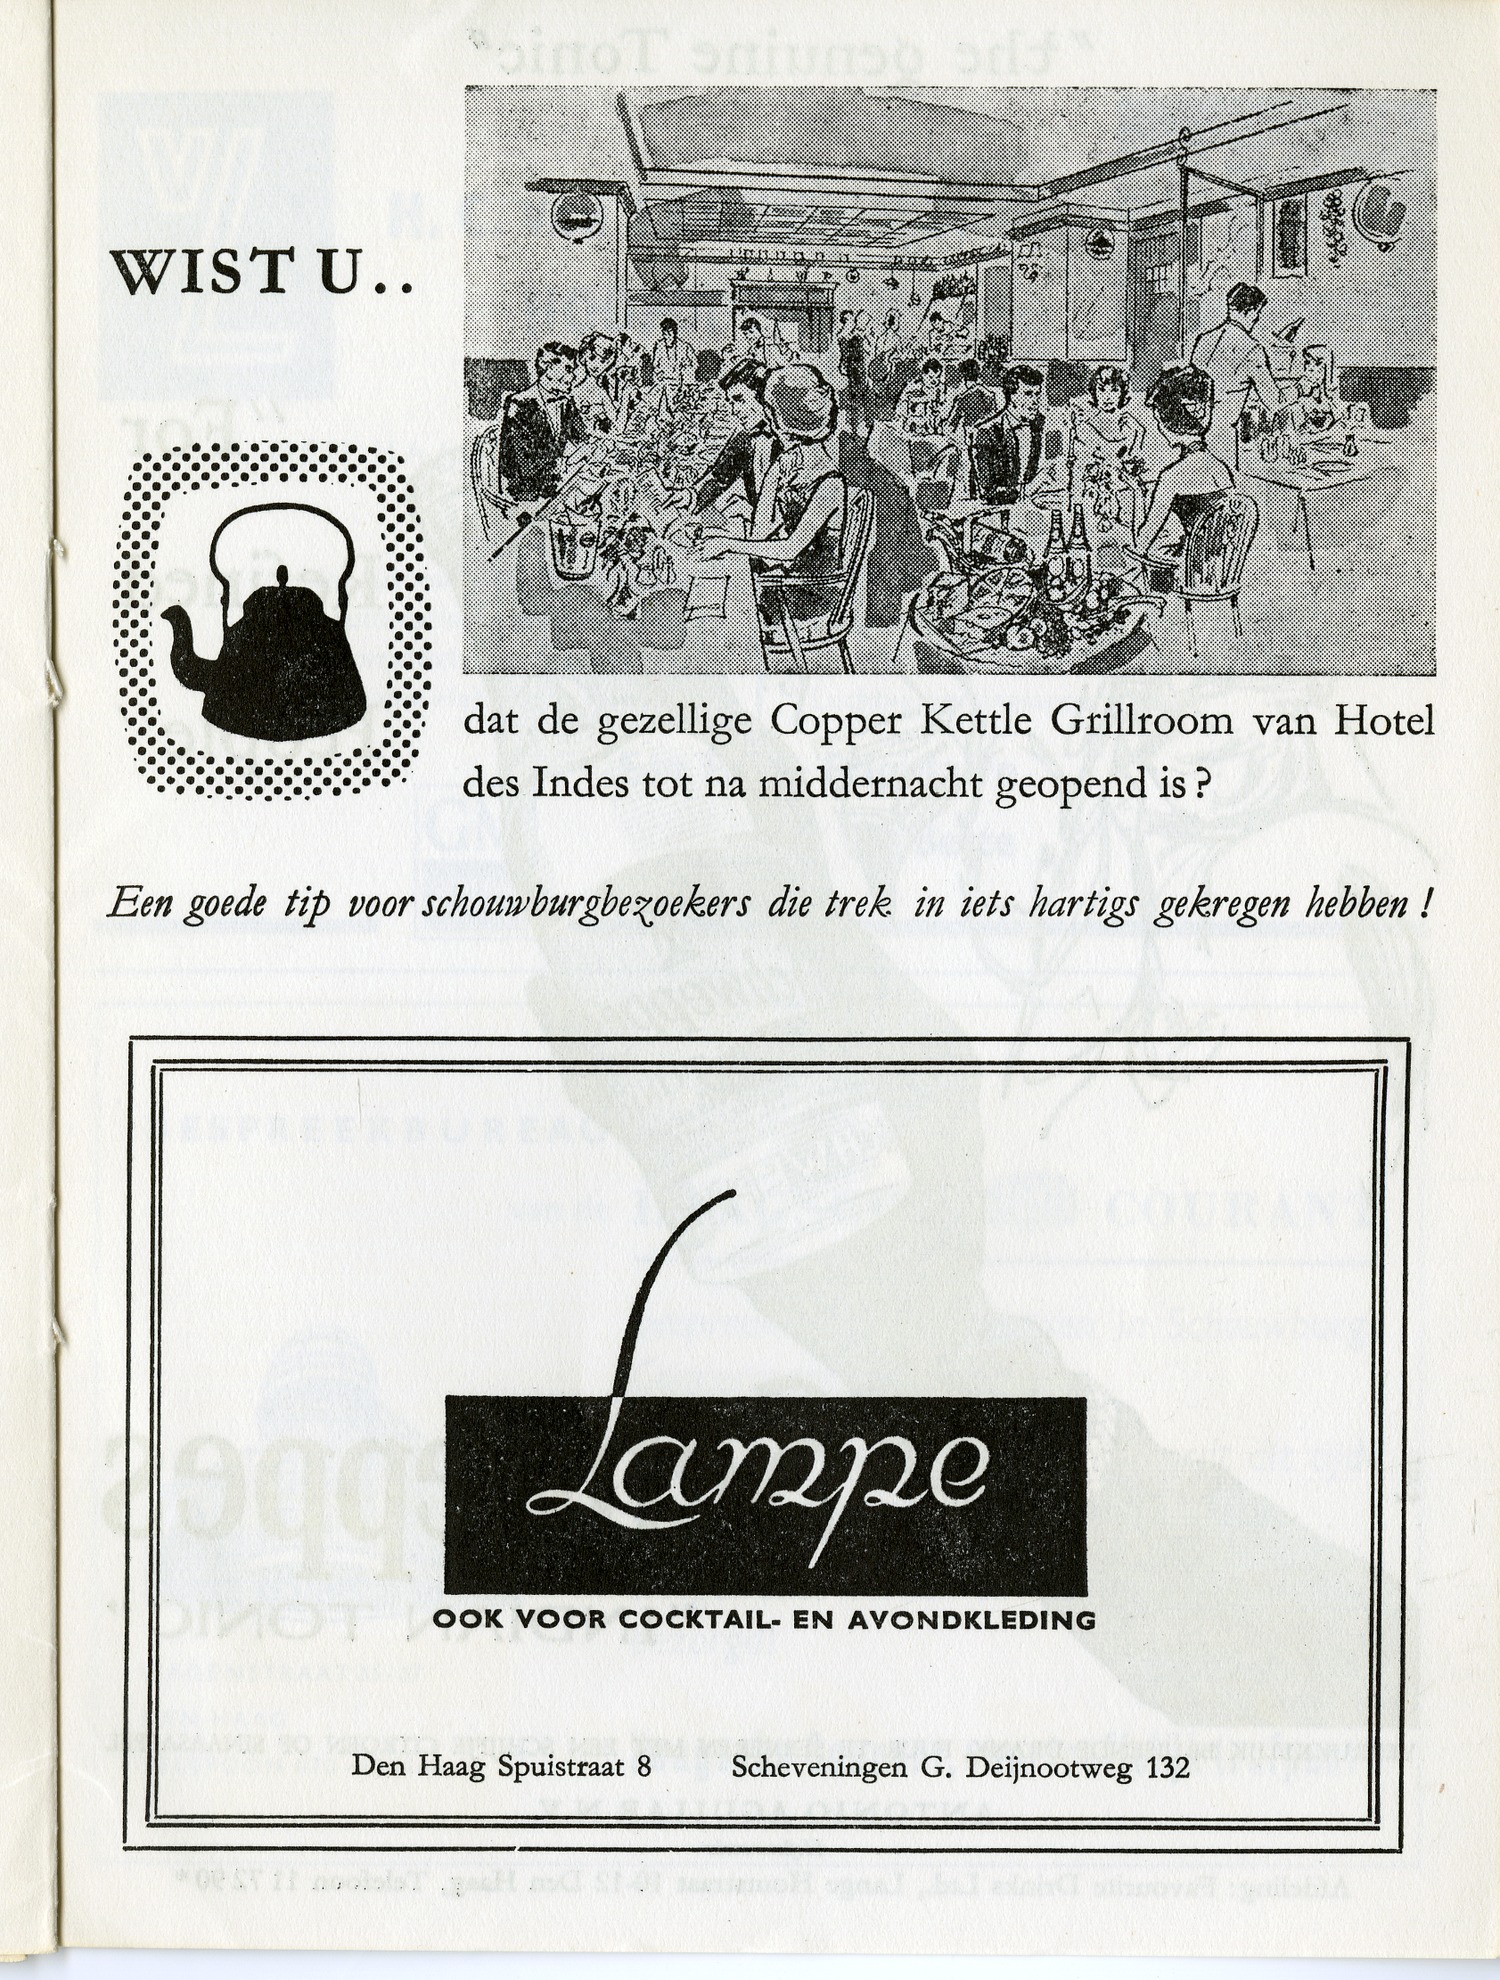 WIST U..
dat de gezellige Copper Kettle Grillroom van Hotel
des Indes tot na middernacht geopend is?
Een goede tip voor schouwburgbezoekers die trek in iets hartigs gekregen hebben!
Lampe
OOK VOOR COCKTAIL- EN AVONDKLEDING
Den Haag Spuistraat 8 Scheveningen G. Deijnootweg 132